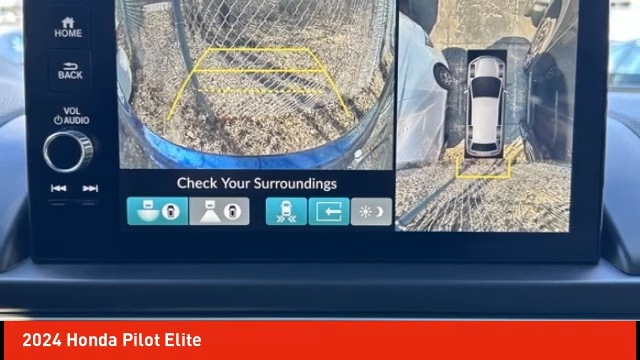 HOME
BACK
VOL
AUDIO
Check Your Surroundings
2024 Honda Pilot Elite